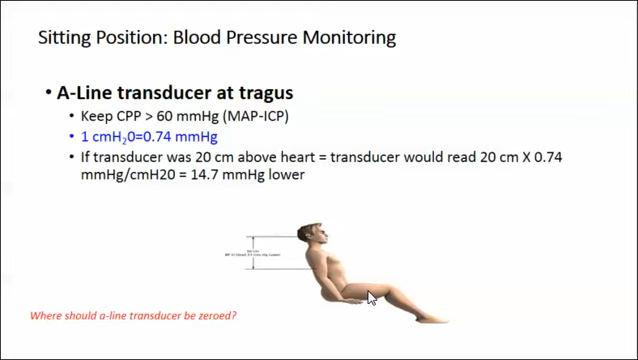 Sitting Position: Blood Pressure Monitoring
• A-Line transducer at tragus
• Keep CPP > 60 mmHg (MAP-ICP)
• 1 cmH₂0=0.74 mmHg
• If transducer was 20 cm above heart = transducer would read 20 cm X 0.74
mmHg/cmH20 = 14.7 mmHg lower
Where should a-line transducer be zeroed?